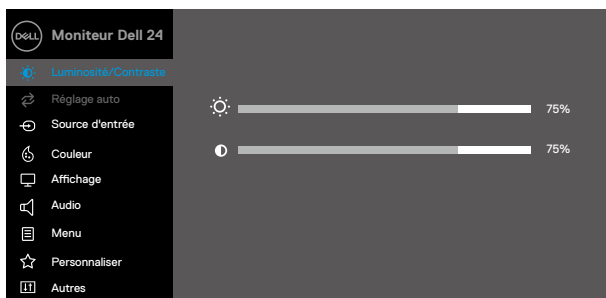 DELL Moniteur Dell 24
Luminosité/Contraste
Réglage auto
75%
Source d'entrée
Couleur
75%
Affichage
Audio
Menu
Personnaliser
Autres